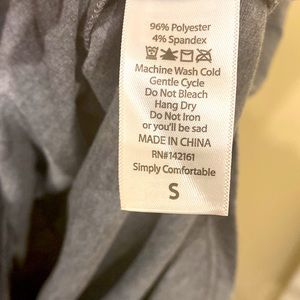 96% Polyester
4% Spandex
Machine Wash Cold
Gentle Cycle
Do Not Bleach
Hang Dry
Do Not Iron
or you'll be sad
MADE IN CHINA
RN#142161
Simply Comfortable
S